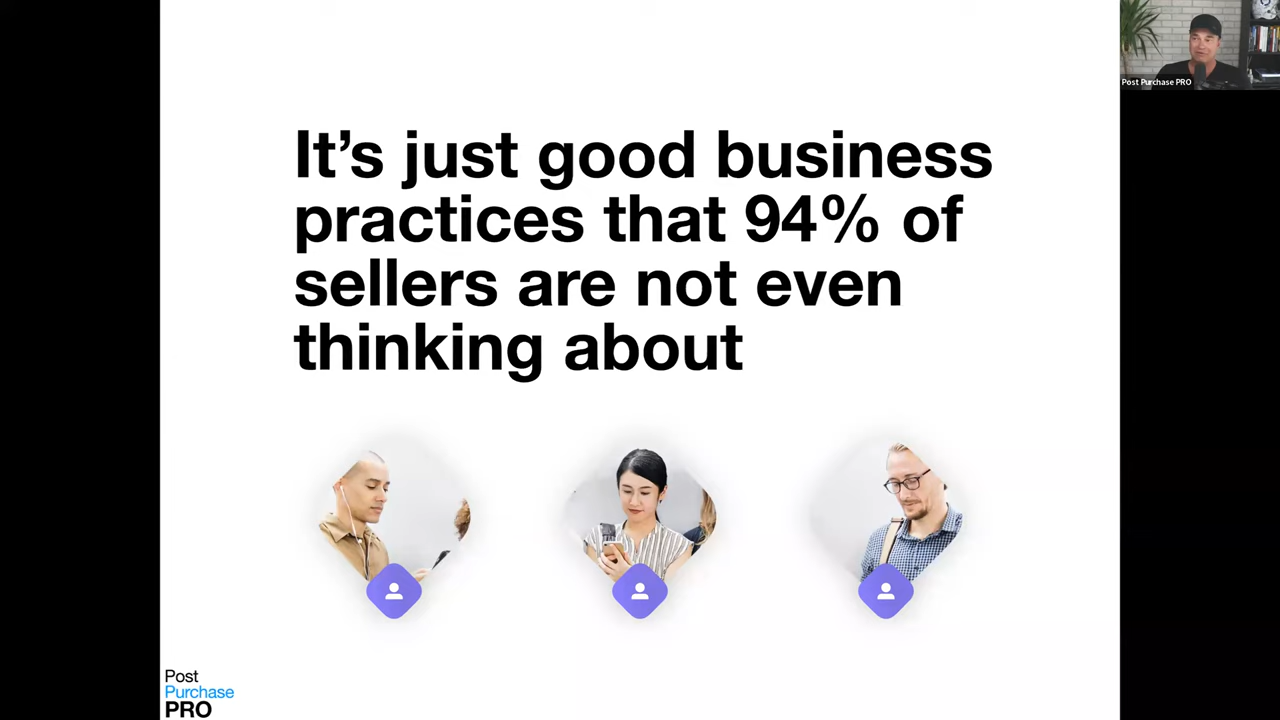 It’s just good business
practices that 94% of
sellers are not even
thinking about
Post Purchase PRO
Post
Purchase
PRO